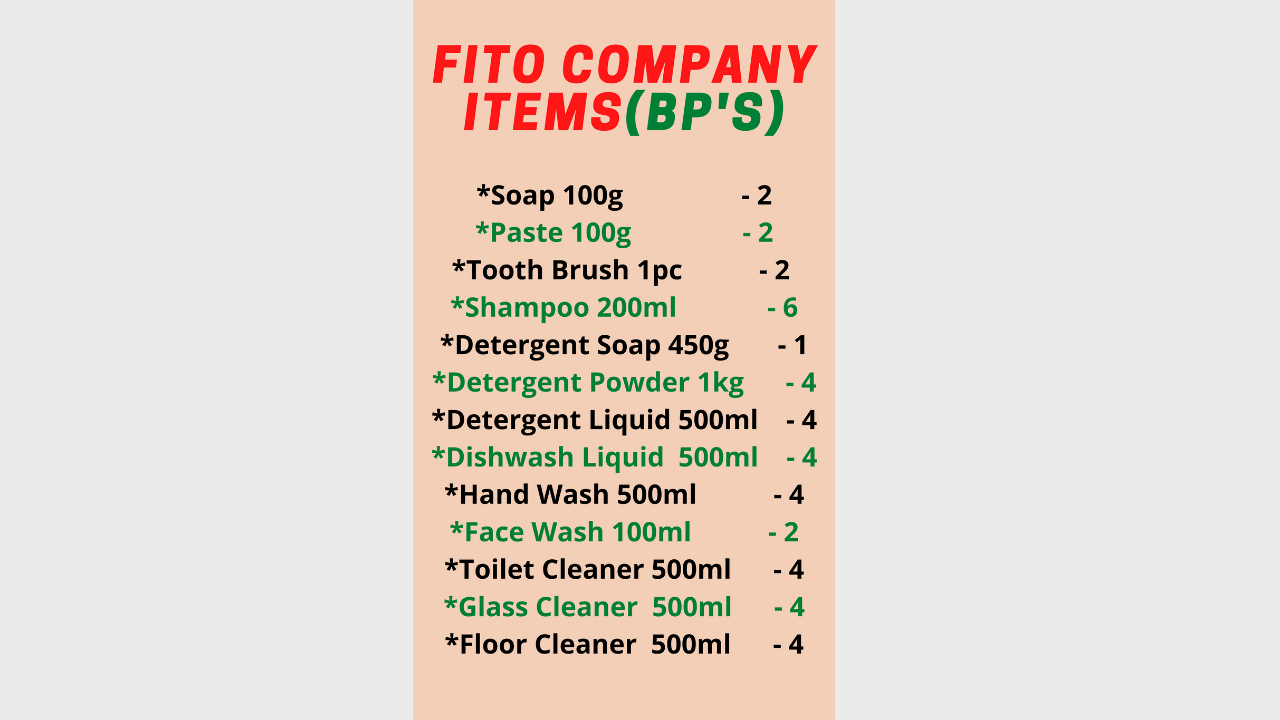 FITO COMPANY
ITEMS(BP'S)
*Soap 100g - 2
*Paste 100g - 2
*Tooth Brush 1pc - 2
*Shampoo 200ml - 6
*Detergent Soap 450g - 1
*Detergent Powder 1kg - 4
*Detergent Liquid 500ml - 4
*Dishwash Liquid 500ml - 4
*Hand Wash 500ml - 4
*Face Wash 100ml - 2
*Toilet Cleaner 500ml - 4
*Glass Cleaner 500ml - 4
*Floor Cleaner 500ml - 4